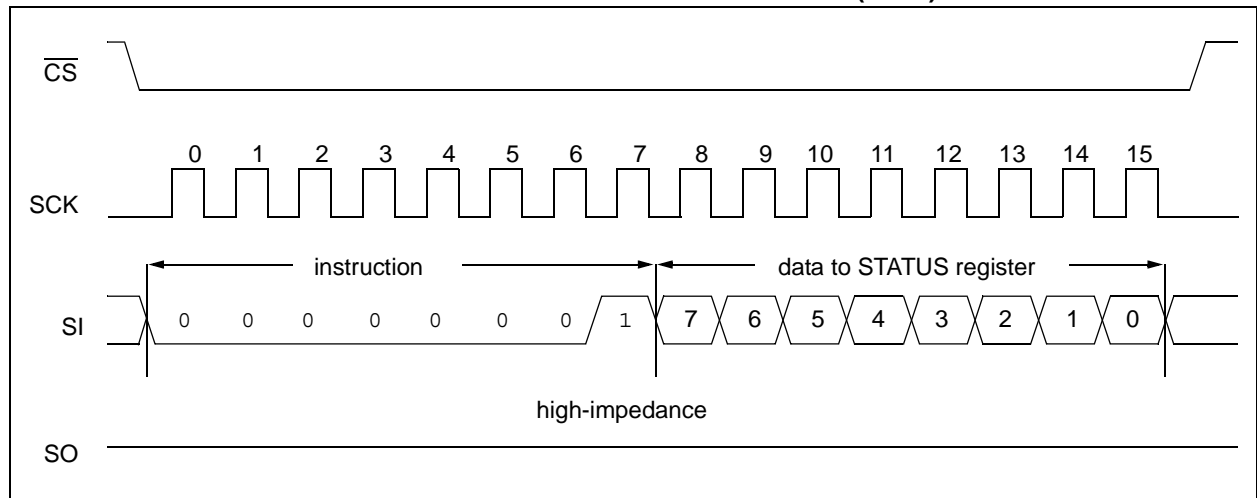 CS
0 1 2 3 4 5 6 7 8 9 10 11 12 13 14 15
SCK
instruction data to STATUS register
SI 0 0 0 0 0 0 0 1 7 6 5 4 3 2 1 0
high-impedance
SO